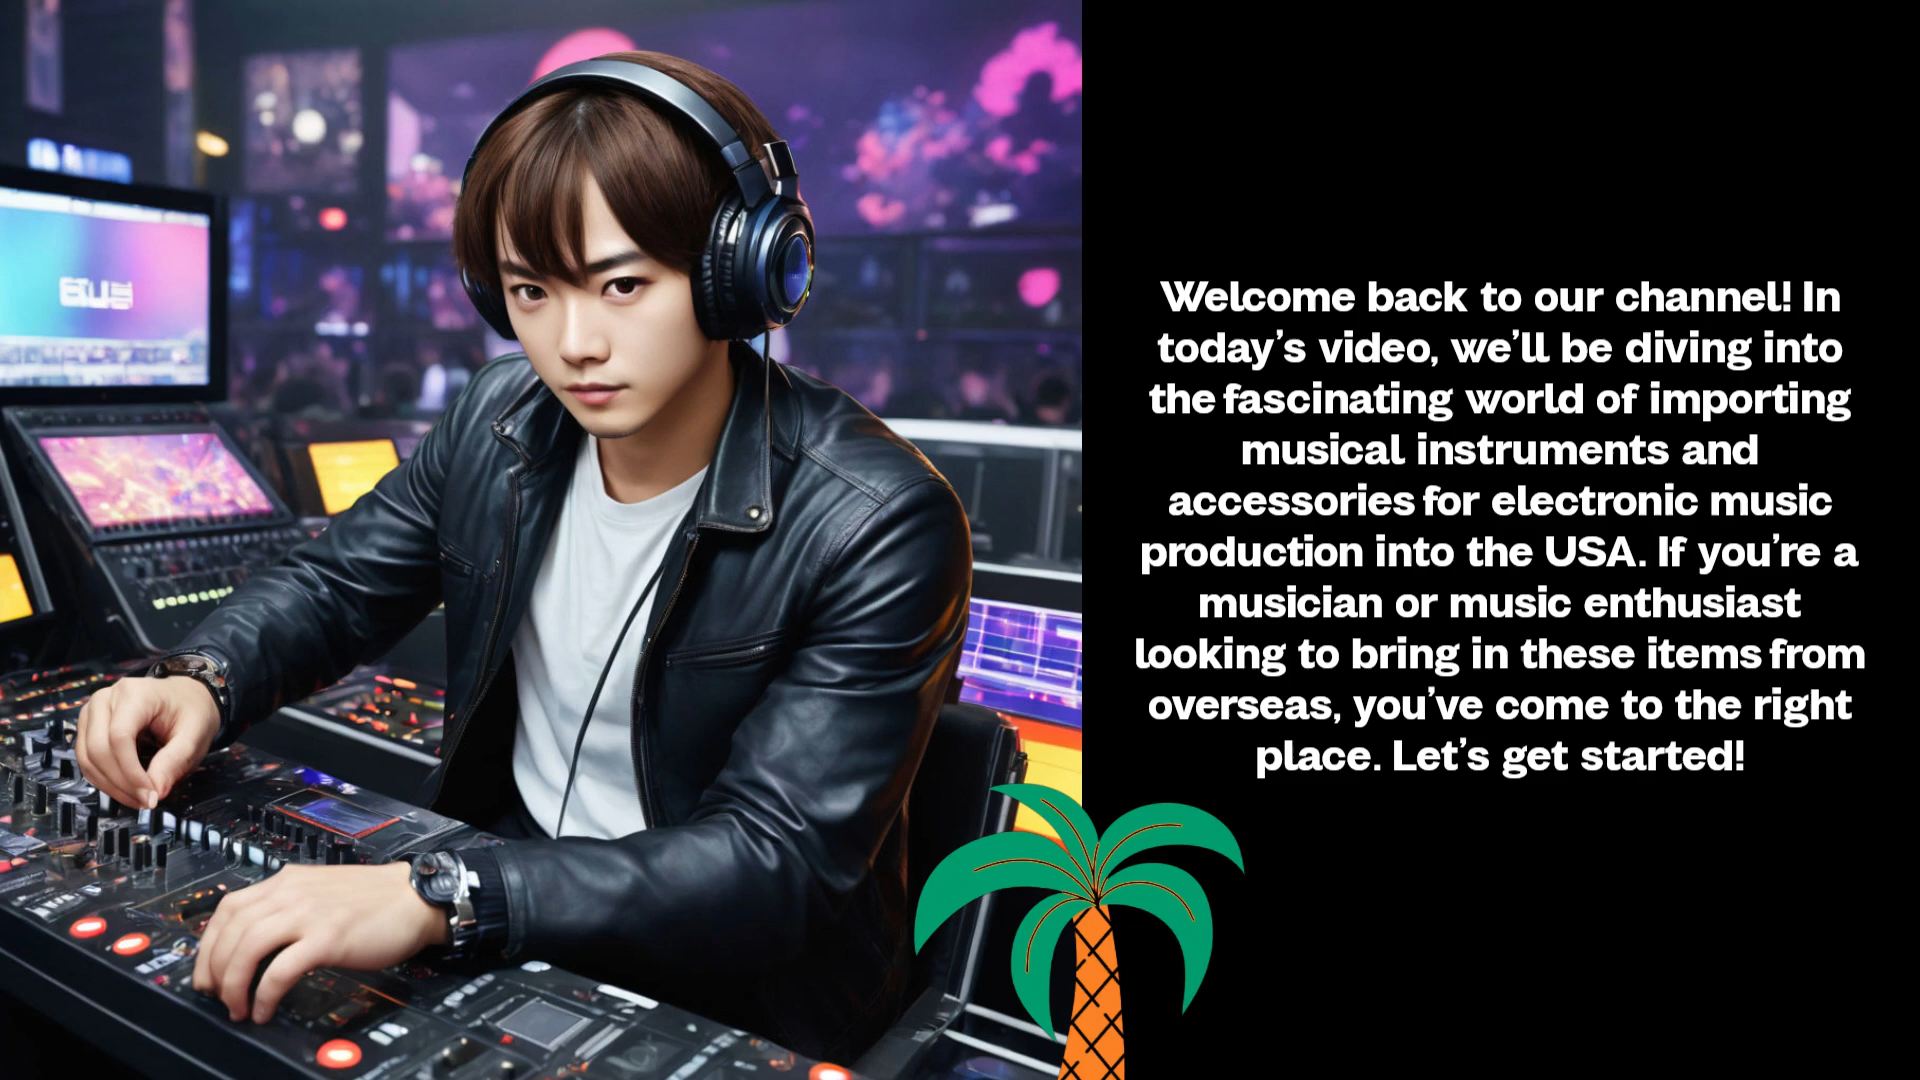 Welcome back to our channel! In
today's video, we'll be diving into
the fascinating world of importing
musical instruments and
accessories for electronic music
production into the USA. If you're a
musician or music enthusiast
looking to bring in these items from
overseas, you've come to the right
place. Let's get started!